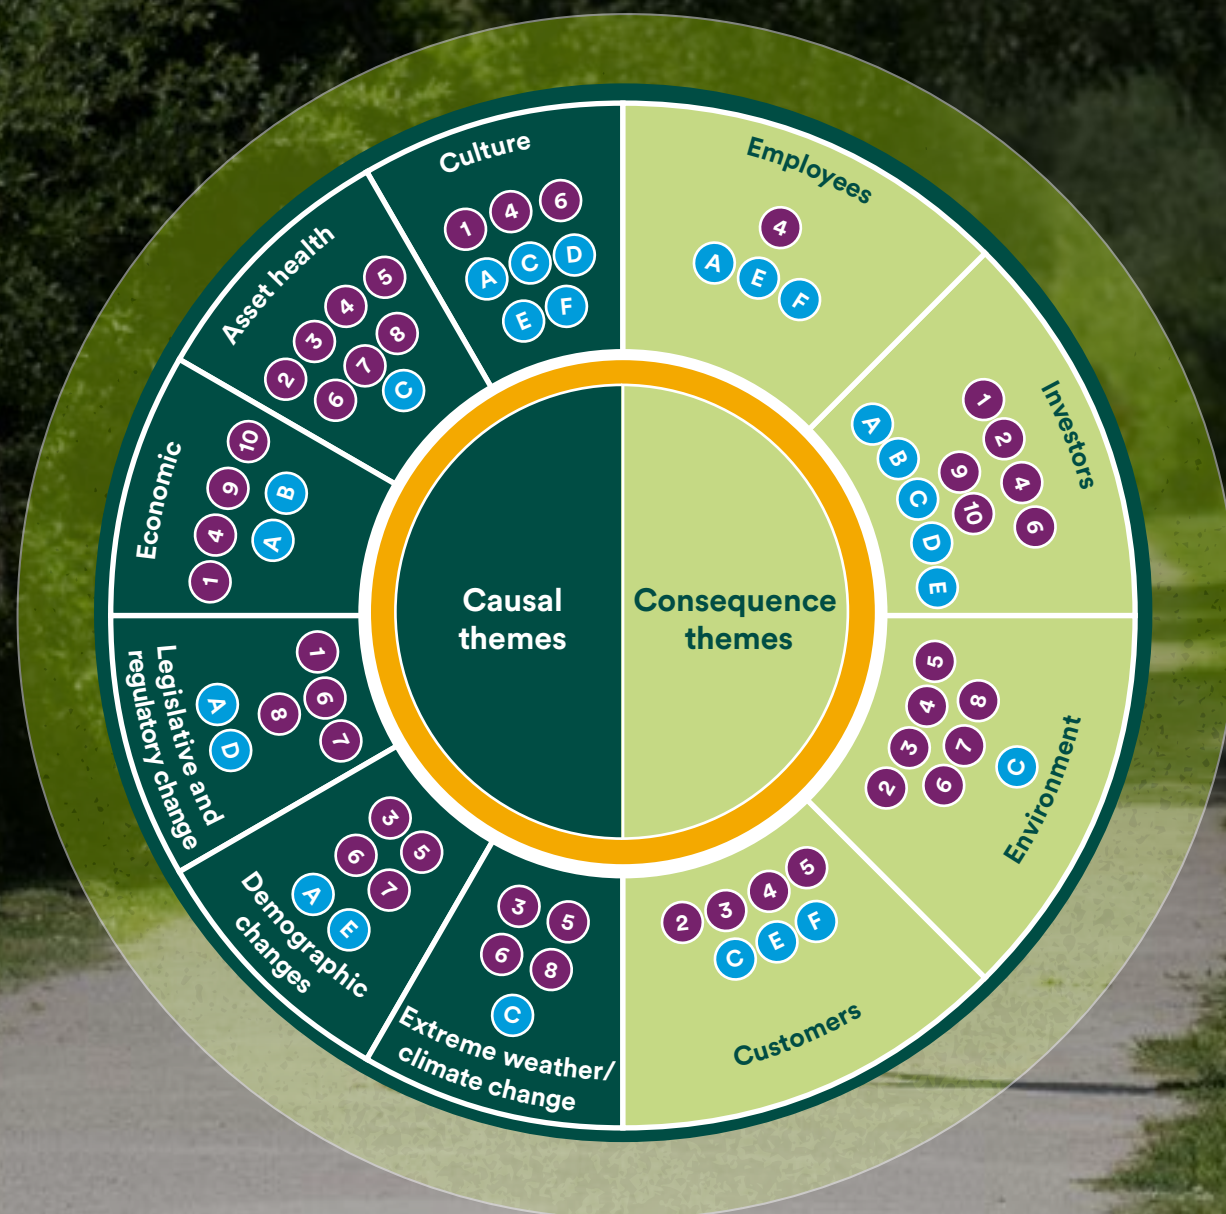 Culture
1 4 6
A C D
E F
Asset health
2 3 4 5
6 7 8
C
Economic
1 4 9 10
A B
Legislative and
regulatory change
1 6 7
8
A D
Demographic
changes
3
6 5
7
A E
Extreme weather/
climate change
3 5
6 8
C
Causal
themes
Consequence
themes
Employees
4
A E F
Investors
1 2 4 6
9 10
A B C D E
Environment
2 3 4 5
6 7 8
C
Customers
2 3 4 5
C E F